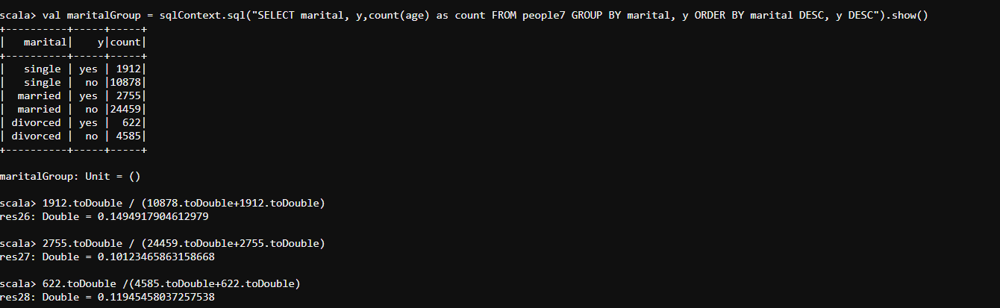 scala> val maritalGroup = sqlContext.sql("SELECT marital, y,count(age) as count FROM people7 GROUP BY marital, y ORDER BY marital DESC, y DESC").show()
+----------+-----+-----+
|   marital|    y|count|
+----------+-----+-----+
|   single | yes | 1912|
|   single |  no |10878|
|  married | yes | 2755|
|  married |  no |24459|
| divorced | yes |  622|
| divorced |  no | 4585|
+----------+-----+-----+
maritalGroup: Unit = ()
scala> 1912.toDouble / (10878.toDouble+1912.toDouble)
res26: Double = 0.1494917904612979
scala> 2755.toDouble / (24459.toDouble+2755.toDouble)
res27: Double = 0.10123465863158668
scala> 622.toDouble /(4585.toDouble+622.toDouble)
res28: Double = 0.11945458037257538